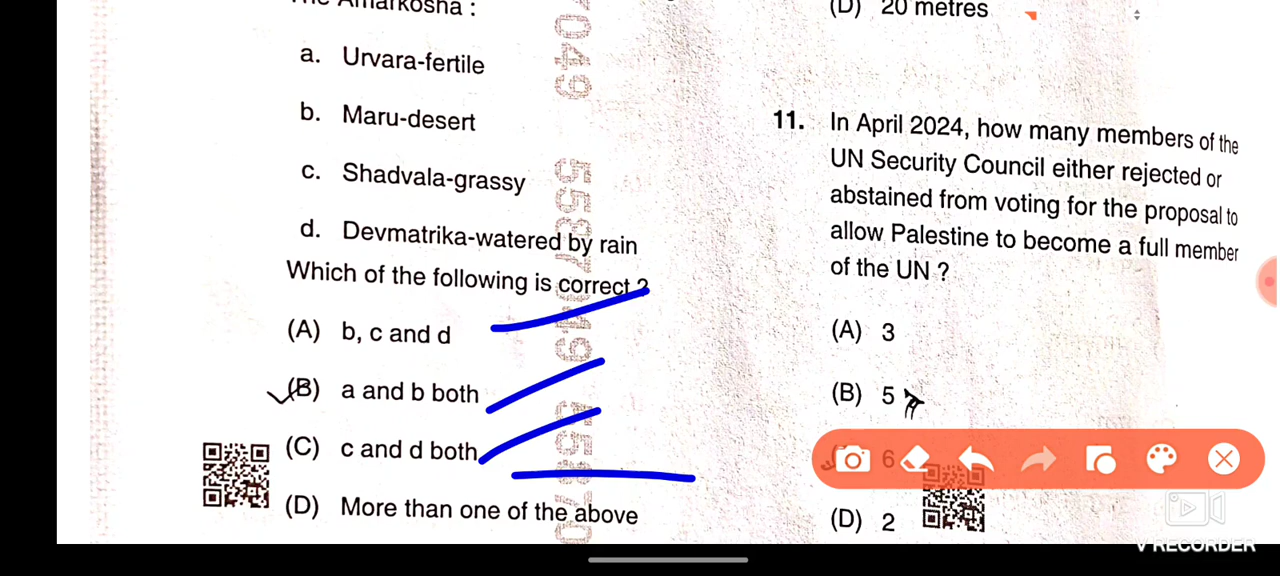 The Amarkosha :
a. Urvara-fertile
b. Maru-desert
c. Shadvala-grassy
d. Devmatrika-watered by rain
Which of the following is correct ?
(A) b, c and d
(B) a and b both
(C) c and d both
(D) More than one of the above
(D) 20 metres
11. In April 2024, how many members of the
UN Security Council either rejected or
abstained from voting for the proposal to
allow Palestine to become a full member
of the UN ?
(A) 3
(B) 5
6
(D) 2
V RECORDER